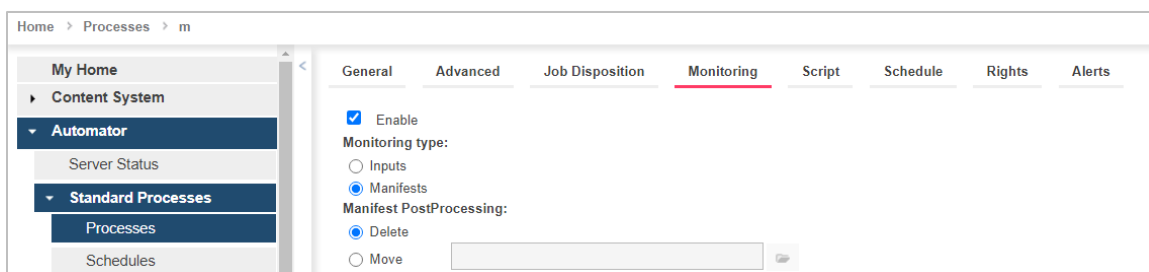 Home > Processes > m
My Home
Content System
Automator
Server Status
Standard Processes
Processes
Schedules
General Advanced Job Disposition Monitoring Script Schedule Rights Alerts
Enable
Monitoring type:
Inputs
Manifests
Manifest PostProcessing:
Delete
Move